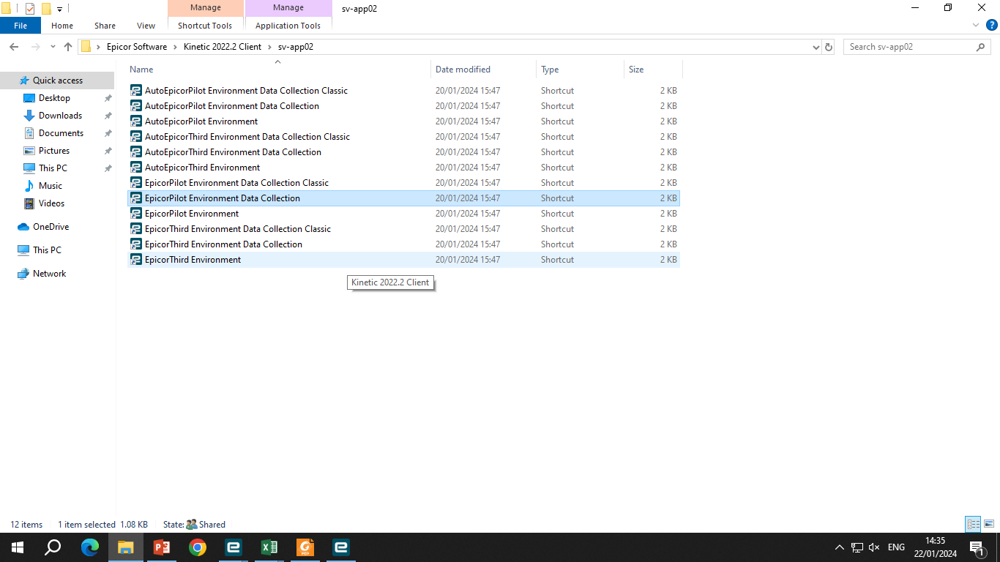 Manage
Manage
sv-app02
File
Home
Share
View
Shortcut Tools
Application Tools
Epicor Software > Kinetic 2022.2 Client > sv-app02
Search sv-app02
Name Date modified Type Size
Quick access
Desktop
Downloads
Documents
Pictures
This PC
Music
Videos
OneDrive
This PC
Network
AutoEpicorPilot Environment Data Collection Classic 20/01/2024 15:47 Shortcut 2 KB
AutoEpicorPilot Environment Data Collection 20/01/2024 15:47 Shortcut 2 KB
AutoEpicorPilot Environment 20/01/2024 15:47 Shortcut 2 KB
AutoEpicorThird Environment Data Collection Classic 20/01/2024 15:47 Shortcut 2 KB
AutoEpicorThird Environment Data Collection 20/01/2024 15:47 Shortcut 2 KB
AutoEpicorThird Environment 20/01/2024 15:47 Shortcut 2 KB
EpicorPilot Environment Data Collection Classic 20/01/2024 15:47 Shortcut 2 KB
EpicorPilot Environment Data Collection 20/01/2024 15:47 Shortcut 2 KB
EpicorPilot Environment 20/01/2024 15:47 Shortcut 2 KB
EpicorThird Environment Data Collection Classic 20/01/2024 15:47 Shortcut 2 KB
EpicorThird Environment Data Collection 20/01/2024 15:47 Shortcut 2 KB
EpicorThird Environment 20/01/2024 15:47 Shortcut 2 KB
Kinetic 2022.2 Client
12 items 1 item selected 1.08 KB State: Shared
ENG
14:35
22/01/2024
1